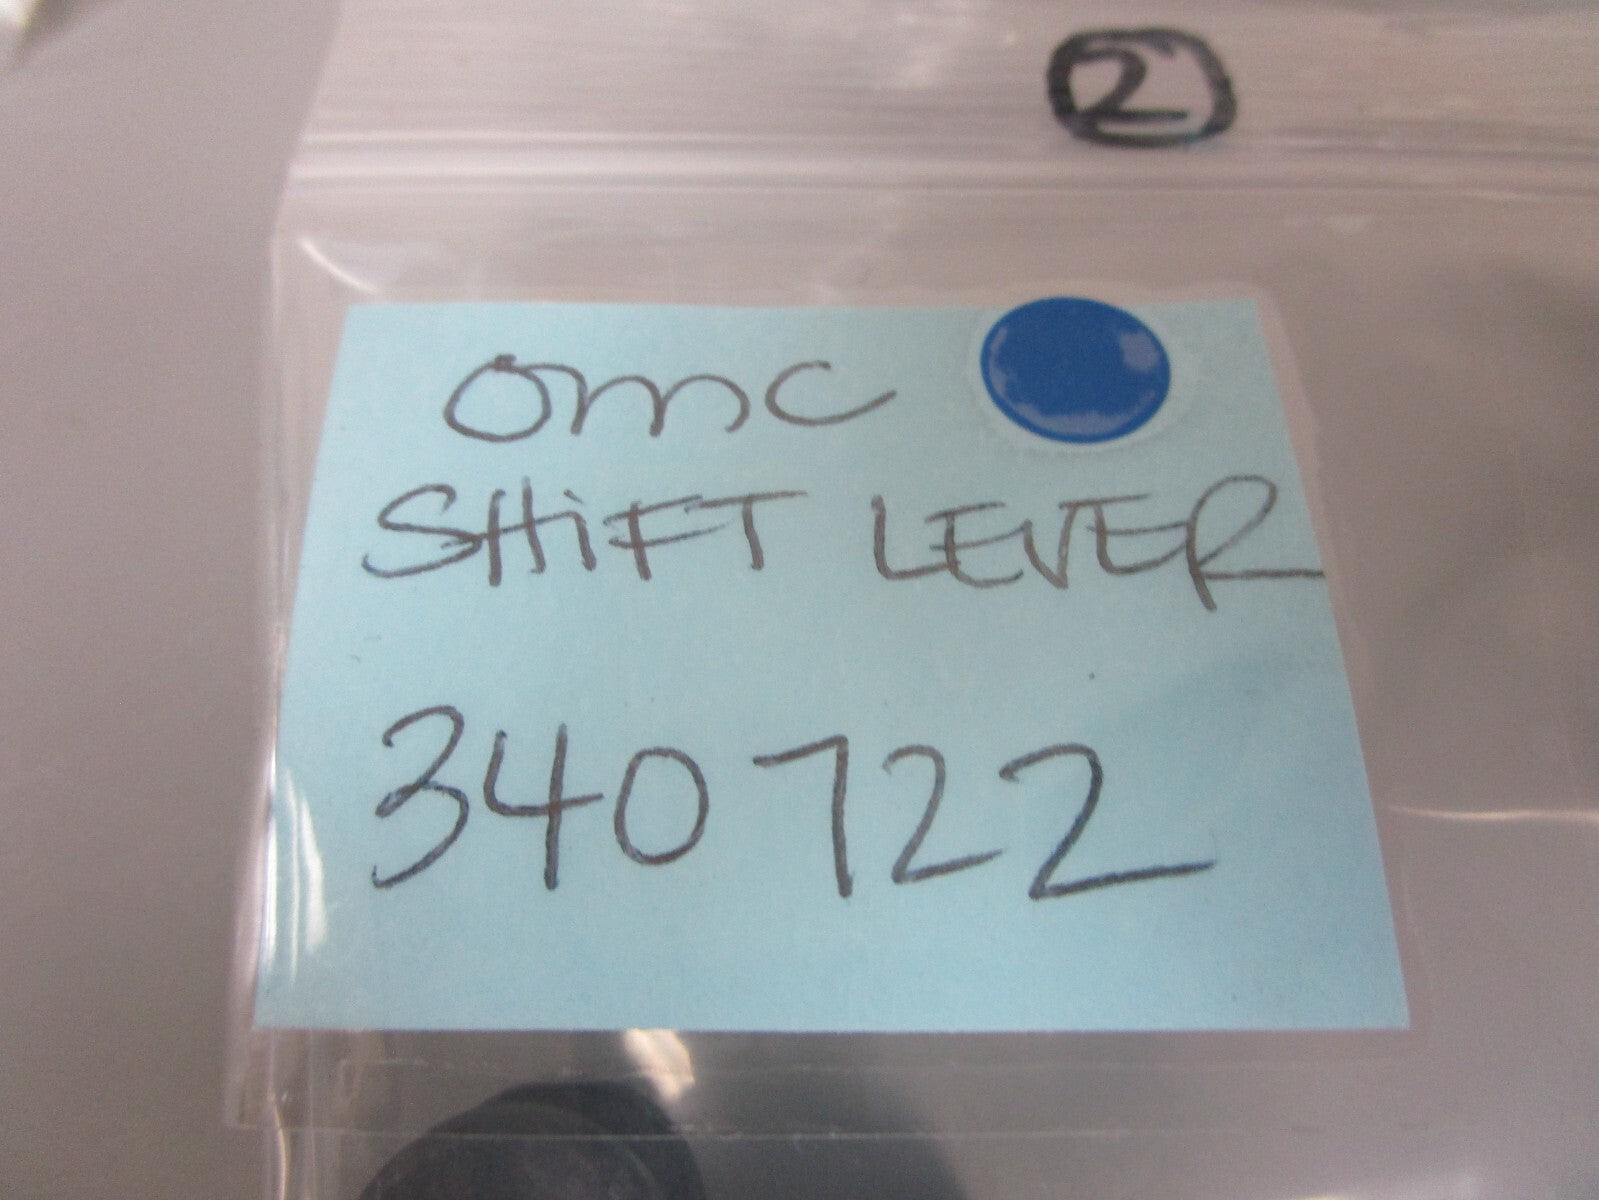 2
omc
SHiFT LEVER
340722